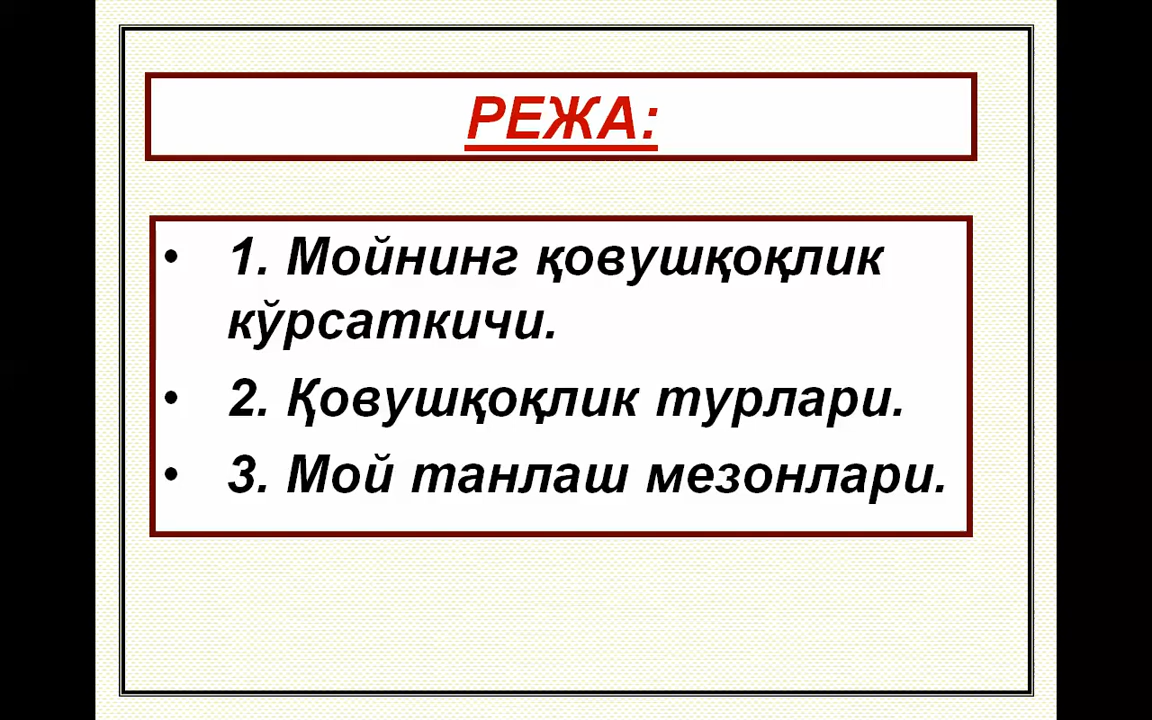 РЕЖА:
• 1. Мойнинг қовушқоқлик
кўрсаткичи.
• 2. Қовушқоқлик турлари.
• 3. Мой танлаш мезонлари.